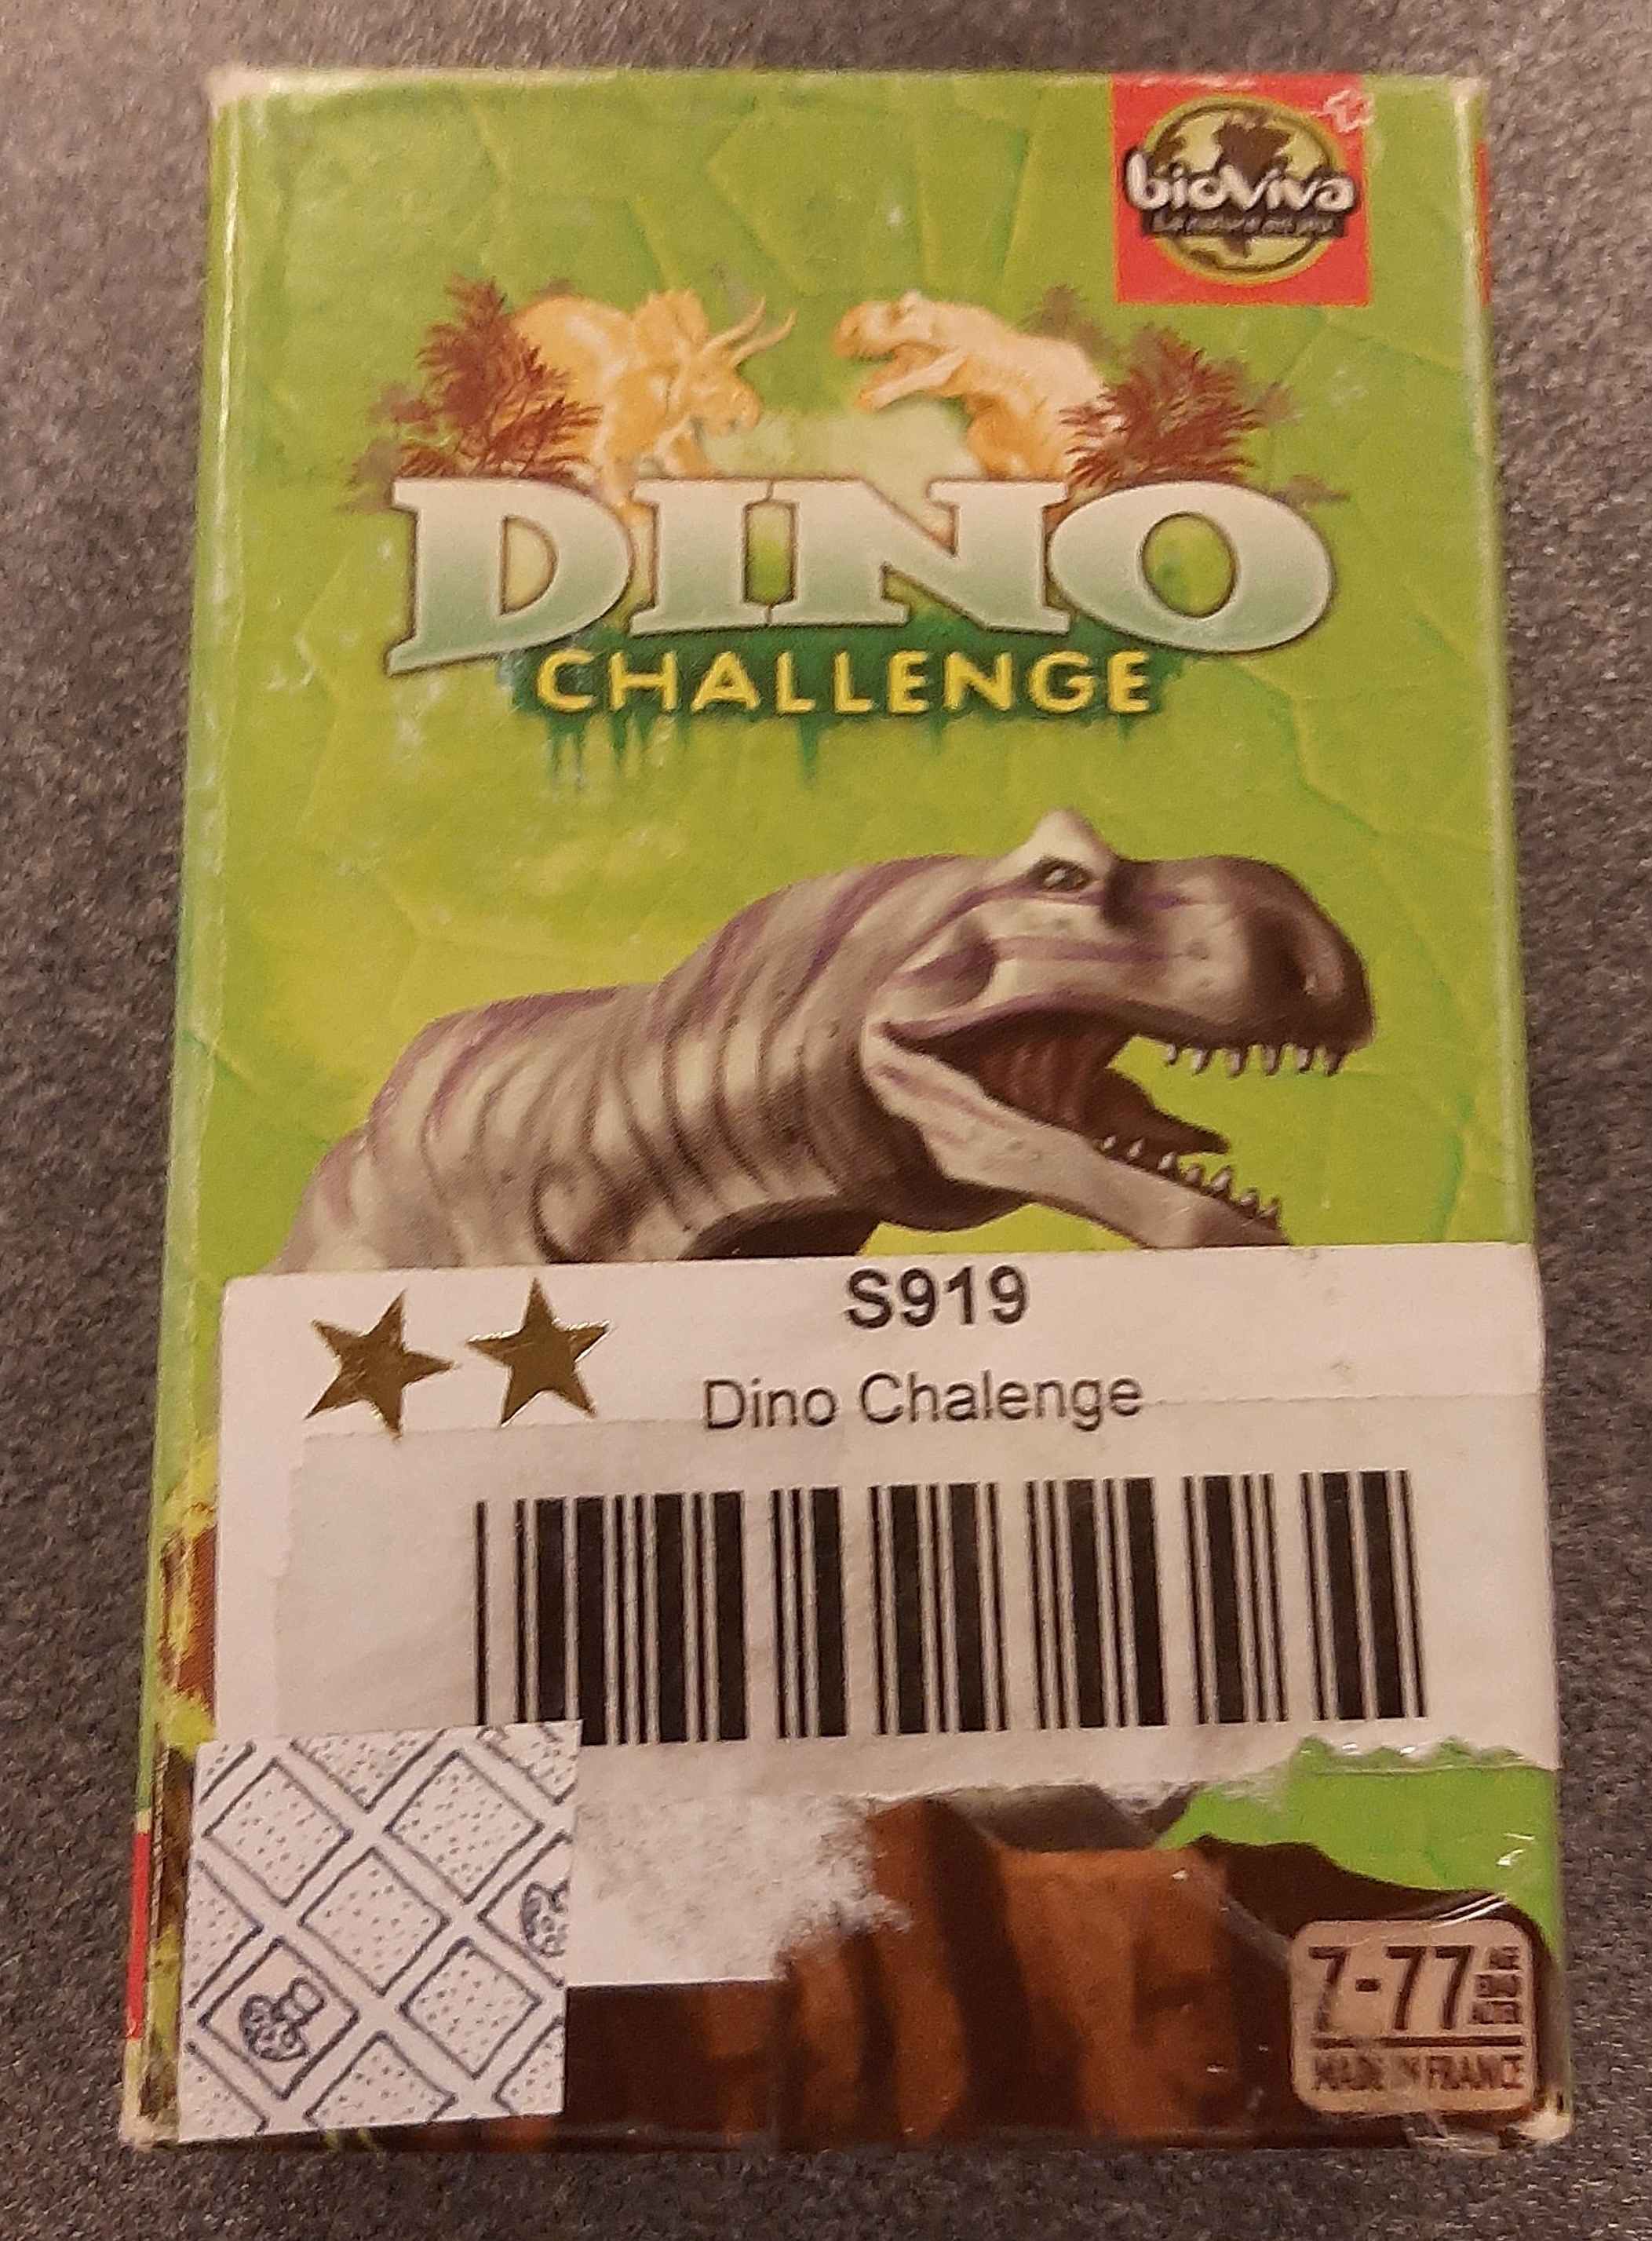 bioviva
DINO
CHALLENGE
S919
Dino Chalenge
7-77
MADE IN FRANCE